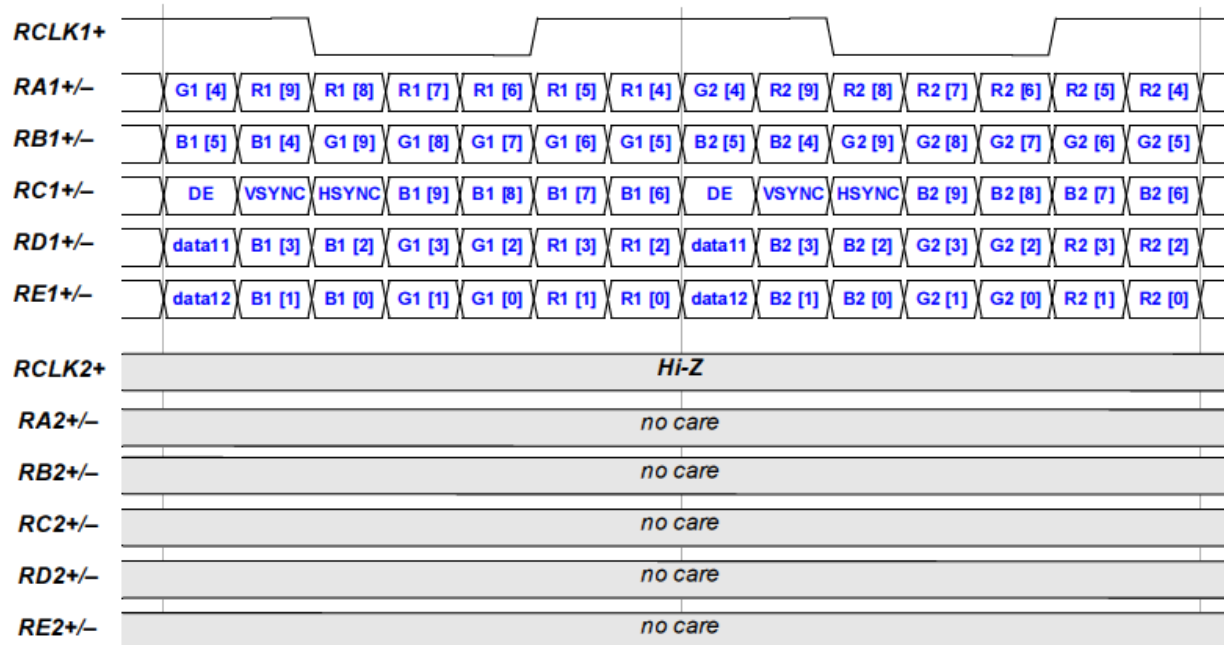 RCLK1+
RA1+/– G1 [4] R1 [9] R1 [8] R1 [7] R1 [6] R1 [5] R1 [4] G2 [4] R2 [9] R2 [8] R2 [7] R2 [6] R2 [5] R2 [4]
RB1+/– B1 [5] B1 [4] G1 [9] G1 [8] G1 [7] G1 [6] G1 [5] B2 [5] B2 [4] G2 [9] G2 [8] G2 [7] G2 [6] G2 [5]
RC1+/– DE VSYNC HSYNC B1 [9] B1 [8] B1 [7] B1 [6] DE VSYNC HSYNC B2 [9] B2 [8] B2 [7] B2 [6]
RD1+/– data11 B1 [3] B1 [2] G1 [3] G1 [2] R1 [3] R1 [2] data11 B2 [3] B2 [2] G2 [3] G2 [2] R2 [3] R2 [2]
RE1+/– data12 B1 [1] B1 [0] G1 [1] G1 [0] R1 [1] R1 [0] data12 B2 [1] B2 [0] G2 [1] G2 [0] R2 [1] R2 [0]
RCLK2+ Hi-Z
RA2+/– no care
RB2+/– no care
RC2+/– no care
RD2+/– no care
RE2+/– no care